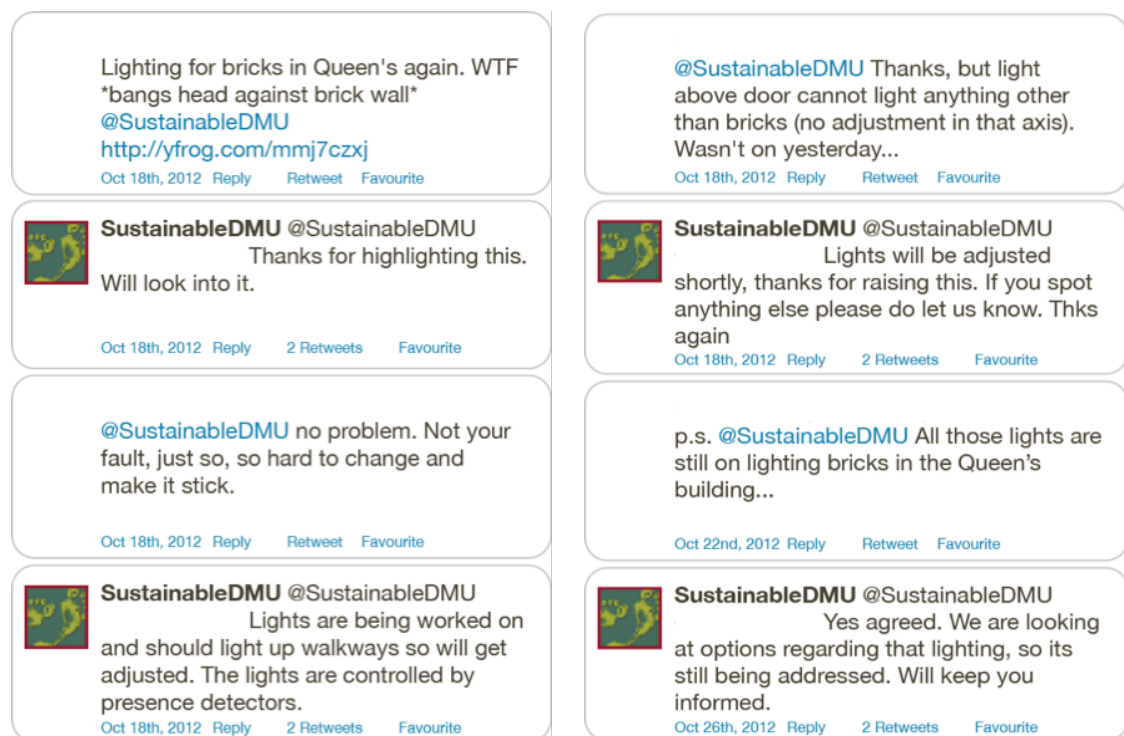 Lighting for bricks in Queen's again. WTF
*bangs head against brick wall*
@SustainableDMU
http://yfrog.com/mmj7czxj
Oct 18th, 2012 Reply Retweet Favourite
SustainableDMU @SustainableDMU
Thanks for highlighting this.
Will look into it.
Oct 18th, 2012 Reply 2 Retweets Favourite
@SustainableDMU no problem. Not your
fault, just so, so hard to change and
make it stick.
Oct 18th, 2012 Reply Retweet Favourite
SustainableDMU @SustainableDMU
Lights are being worked on
and should light up walkways so will get
adjusted. The lights are controlled by
presence detectors.
Oct 18th, 2012 Reply 2 Retweets Favourite
@SustainableDMU Thanks, but light
above door cannot light anything other
than bricks (no adjustment in that axis).
Wasn't on yesterday...
Oct 18th, 2012 Reply Retweet Favourite
SustainableDMU @SustainableDMU
Lights will be adjusted
shortly, thanks for raising this. If you spot
anything else please do let us know. Thks
again
Oct 18th, 2012 Reply 2 Retweets Favourite
p.s. @SustainableDMU All those lights are
still on lighting bricks in the Queen's
building...
Oct 22nd, 2012 Reply Retweet Favourite
SustainableDMU @SustainableDMU
Yes agreed. We are looking
at options regarding that lighting, so its
still being addressed. Will keep you
informed.
Oct 26th, 2012 Reply 2 Retweets Favourite